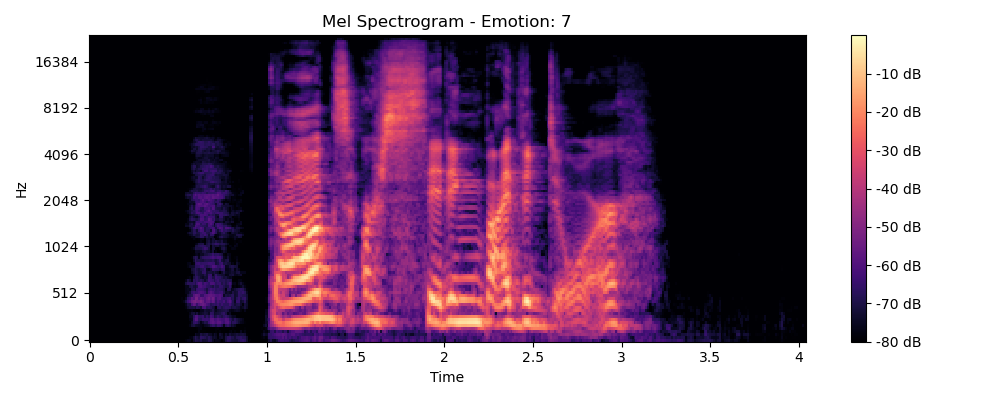 Mel Spectrogram - Emotion: 7
16384
8192
4096
2048
1024
512
0
Hz
0 0.5 1 1.5 2 2.5 3 3.5 4
Time
-10 dB
-20 dB
-30 dB
-40 dB
-50 dB
-60 dB
-70 dB
-80 dB